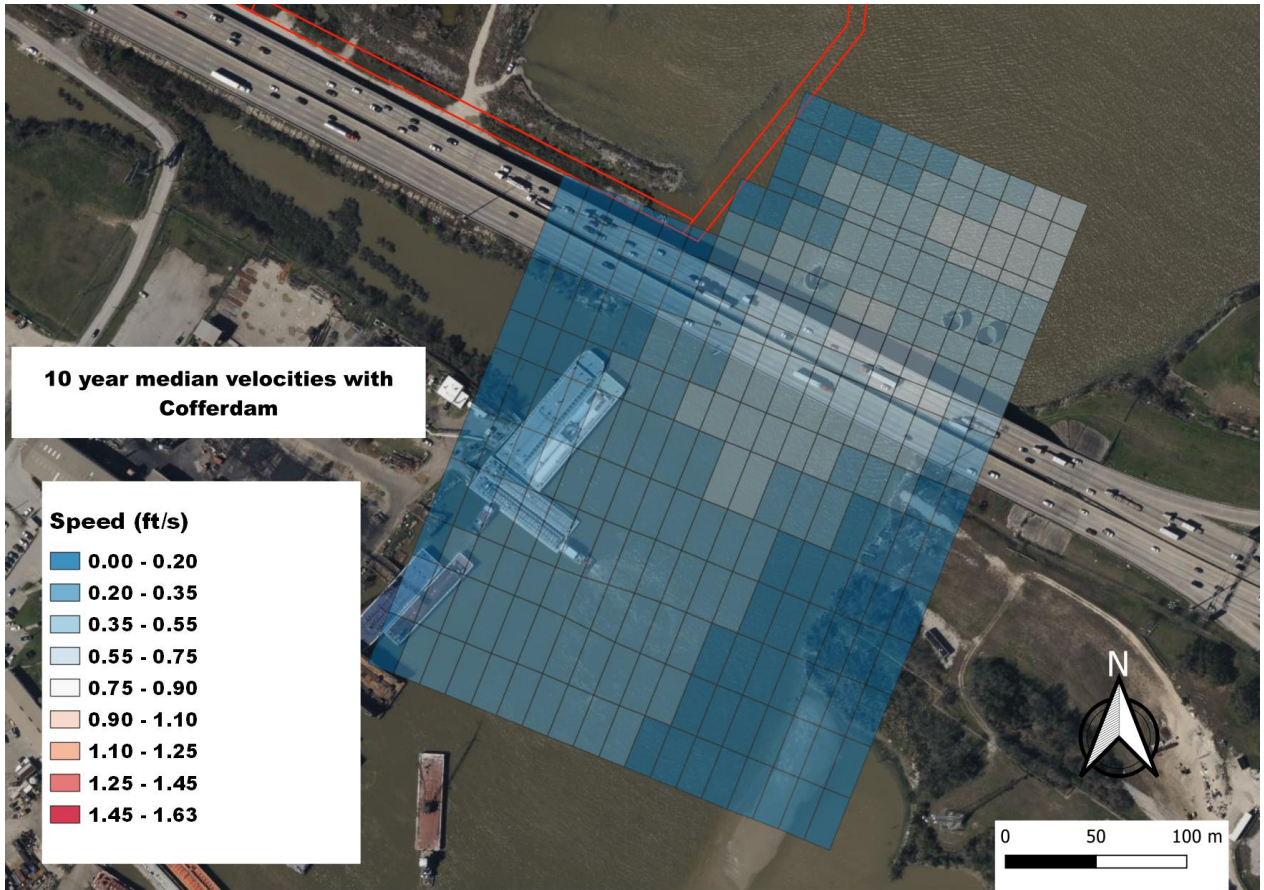 10 year median velocities with
Cofferdam
Speed (ft/s)
0.00 - 0.20
0.20 - 0.35
0.35 - 0.55
0.55 - 0.75
0.75 - 0.90
0.90 - 1.10
1.10 - 1.25
1.25 - 1.45
1.45 - 1.63
N
0 50 100 m